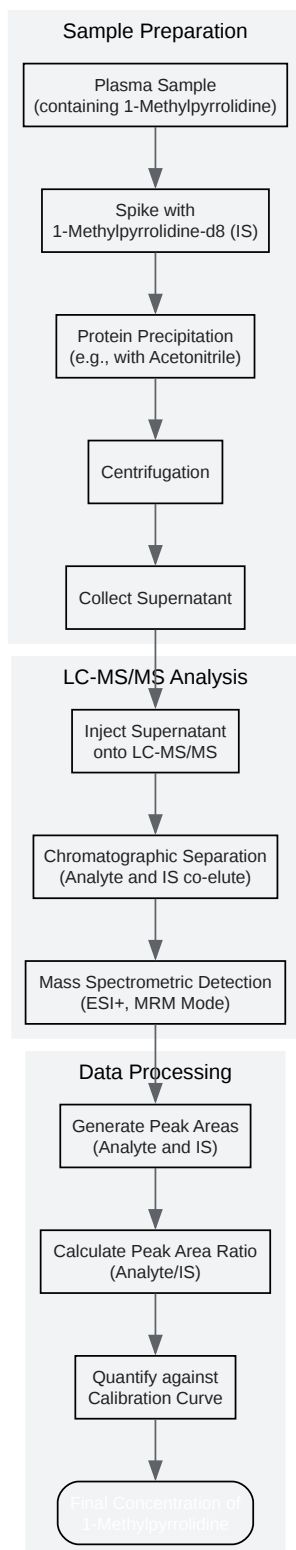 Sample Preparation
Plasma Sample
(containing 1-Methylpyrrolidine)
Spike with
1-Methylpyrrolidine-d8 (IS)
Protein Precipitation
(e.g., with Acetonitrile)
Centrifugation
Collect Supernatant
LC-MS/MS Analysis
Inject Supernatant
onto LC-MS/MS
Chromatographic Separation
(Analyte and IS co-elute)
Mass Spectrometric Detection
(ESI+, MRM Mode)
Data Processing
Generate Peak Areas
(Analyte and IS)
Calculate Peak Area Ratio
(Analyte/IS)
Quantify against
Calibration Curve
Final Concentration of
1-Methylpyrrolidine